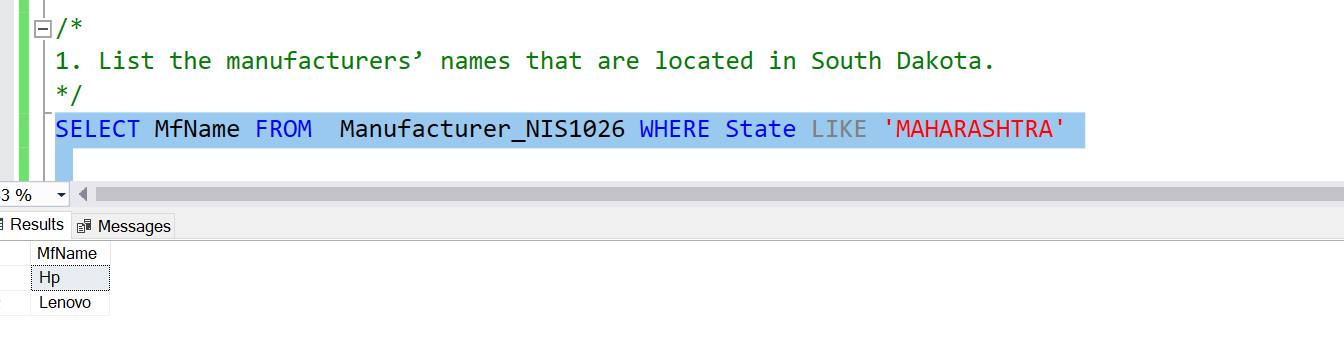 /*
1. List the manufacturers’ names that are located in South Dakota.
*/
SELECT MfName FROM  Manufacturer_NIS1026 WHERE State LIKE 'MAHARASHTRA'
3 %
Results Messages
MfName
Hp
Lenovo